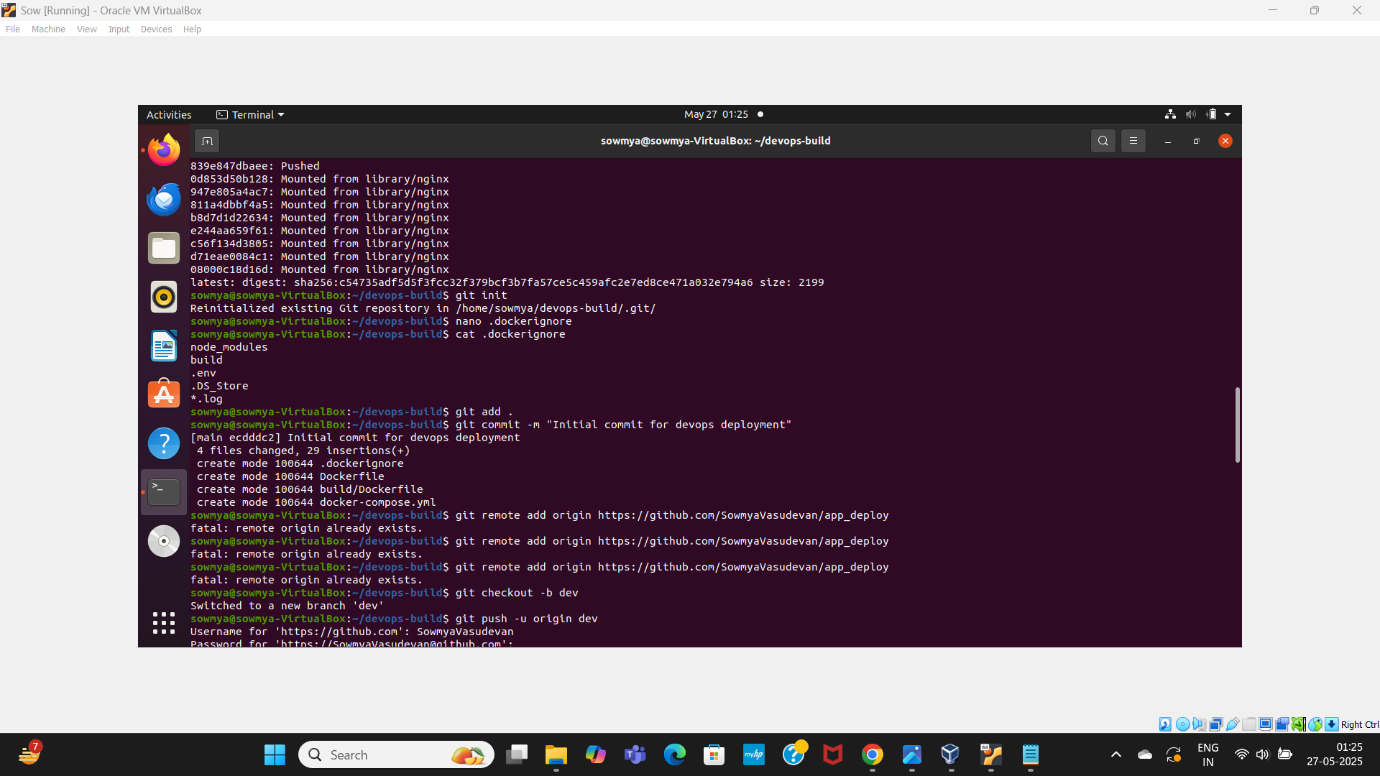 Sow [Running] - Oracle VM VirtualBox
File Machine View Input Devices Help
Activities Terminal May 27 01:25
sowmya@sowmya-VirtualBox: ~/devops-build
839e847dbaee: Pushed
0d853d50b128: Mounted from library/nginx
947e805a4ac7: Mounted from library/nginx
811a4dbbf4a5: Mounted from library/nginx
b8d7d1d22634: Mounted from library/nginx
e244aa659f61: Mounted from library/nginx
c56f134d3805: Mounted from library/nginx
d71eae0084c1: Mounted from library/nginx
08000c18d16d: Mounted from library/nginx
latest: digest: sha256:c54735adf5d5f3fcc32f379bcf3b7fa57ce5c459afc2e7ed8ce471a032e794a6 size: 2199
sowmya@sowmya-VirtualBox:~/devops-build$ git init
Reinitialized existing Git repository in /home/sowmya/devops-build/.git/
sowmya@sowmya-VirtualBox:~/devops-build$ nano .dockerignore
sowmya@sowmya-VirtualBox:~/devops-build$ cat .dockerignore
node_modules
build
.env
.DS_Store
*.log
sowmya@sowmya-VirtualBox:~/devops-build$ git add .
sowmya@sowmya-VirtualBox:~/devops-build$ git commit -m "Initial commit for devops deployment"
[main ecdddc2] Initial commit for devops deployment
4 files changed, 29 insertions(+)
create mode 100644 .dockerignore
create mode 100644 Dockerfile
create mode 100644 build/Dockerfile
create mode 100644 docker-compose.yml
sowmya@sowmya-VirtualBox:~/devops-build$ git remote add origin https://github.com/SowmyaVasudevan/app_deploy
fatal: remote origin already exists.
sowmya@sowmya-VirtualBox:~/devops-build$ git remote add origin https://github.com/SowmyaVasudevan/app_deploy
fatal: remote origin already exists.
sowmya@sowmya-VirtualBox:~/devops-build$ git remote add origin https://github.com/SowmyaVasudevan/app_deploy
fatal: remote origin already exists.
sowmya@sowmya-VirtualBox:~/devops-build$ git checkout -b dev
Switched to a new branch 'dev'
sowmya@sowmya-VirtualBox:~/devops-build$ git push -u origin dev
Username for 'https://github.com': SowmyaVasudevan
Password for 'https://SowmyaVasudevan@github.com':
Right Ctrl
7
Search
myhp
ENG
IN
01:25
27-05-2025